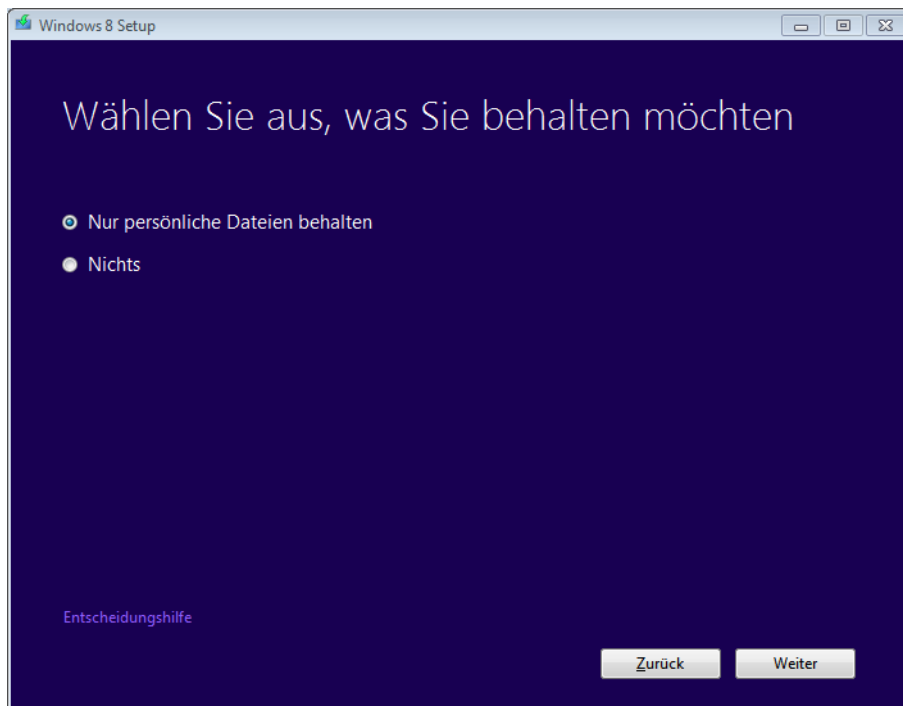 Windows 8 Setup
Wählen Sie aus, was Sie behalten möchten
Nur persönliche Dateien behalten
Nichts
Entscheidungshilfe
Zurück
Weiter